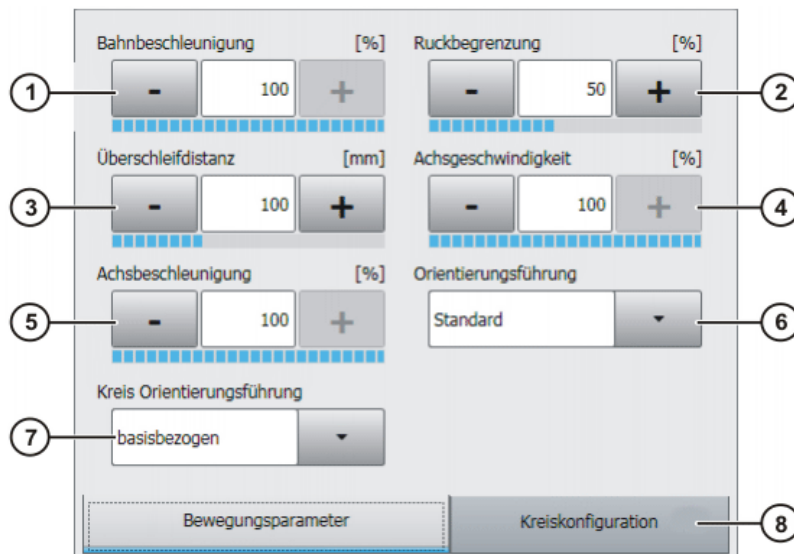 Bahnbeschleunigung [%] Ruckbegrenzung [%]
1 - 100 + - 50 + 2
Überschleifdistanz [mm] Achsgeschwindigkeit [%]
3 - 100 + - 100 + 4
Achsbeschleunigung [%] Orientierungsführung
5 - 100 + Standard 6
Kreis Orientierungsführung
7 basisbezogen
Bewegungsparameter Kreiskonfiguration 8